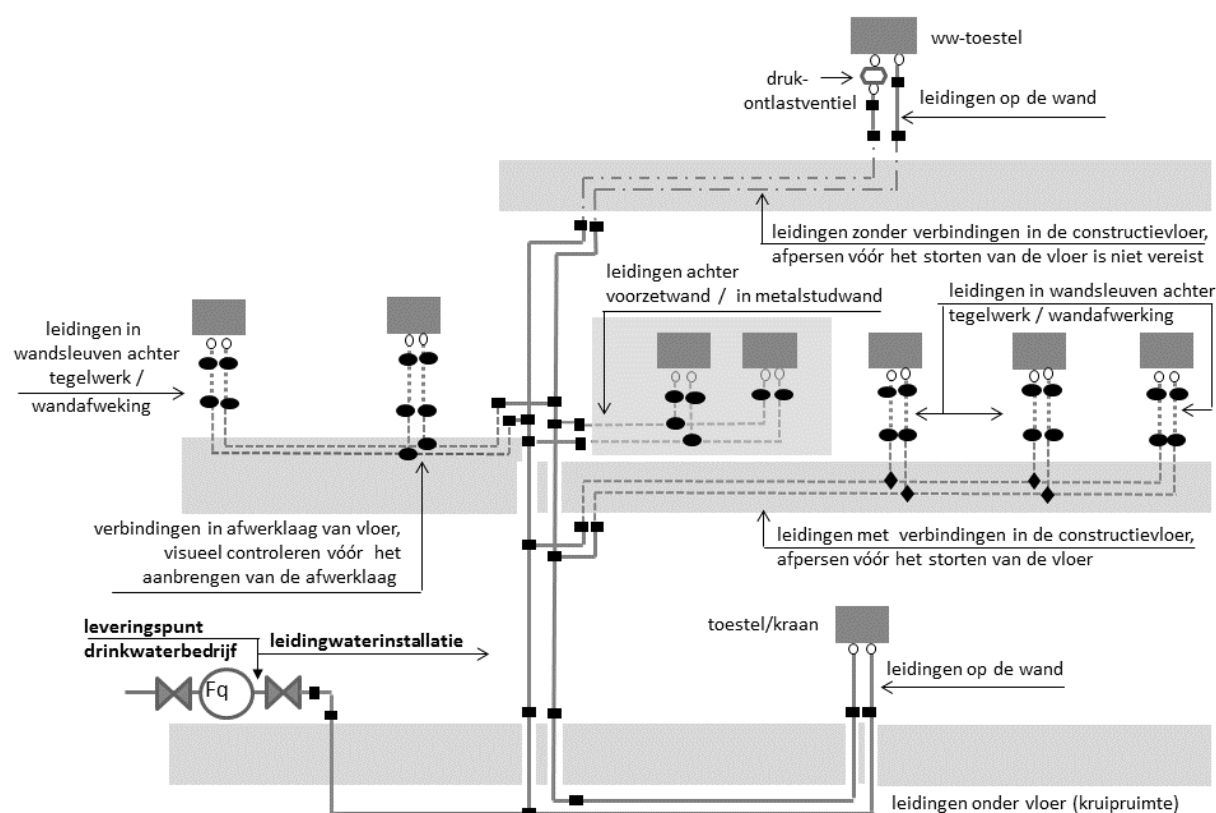 ww-toestel
druk-
ontlastventiel
leidingen op de wand
leidingen zonder verbindingen in de constructievloer,
afpersen vóór het storten van de vloer is niet vereist
leidingen achter
voorzetwand / in metalstudwand
leidingen in wandsleuven achter
tegelwerk / wandafwerking
leidingen in
wandsleuven achter
tegelwerk /
wandafweking
verbindingen in afwerklaag van vloer,
visueel controleren vóór het
aanbrengen van de afwerklaag
leidingen met verbindingen in de constructievloer,
afpersen vóór het storten van de vloer
leveringspunt
drinkwaterbedrijf
leidingwaterinstallatie
Fq
toestel/kraan
leidingen op de wand
leidingen onder vloer (kruipruimte)